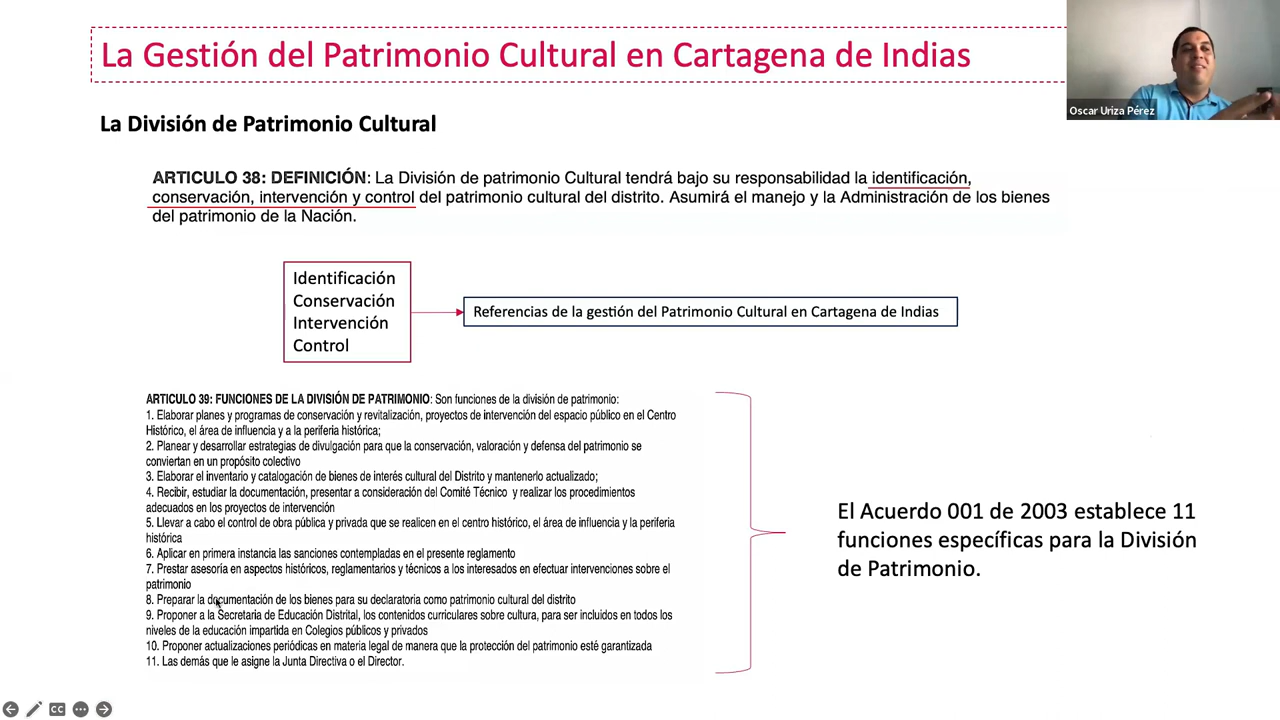 La Gestión del Patrimonio Cultural en Cartagena de Indias
Oscar Uriza Pérez
La División de Patrimonio Cultural
ARTICULO 38: DEFINICIÓN: La División de patrimonio Cultural tendrá bajo su responsabilidad la identificación,
conservación, intervención y control del patrimonio cultural del distrito. Asumirá el manejo y la Administración de los bienes
del patrimonio de la Nación.
Identificación
Conservación
Intervención
Control
Referencias de la gestión del Patrimonio Cultural en Cartagena de Indias
ARTICULO 39: FUNCIONES DE LA DIVISIÓN DE PATRIMONIO: Son funciones de la división de patrimonio:
1. Elaborar planes y programas de conservación y revitalización, proyectos de intervención del espacio público en el Centro
Histórico, el área de influencia y a la periferia histórica;
2. Planear y desarrollar estrategias de divulgación para que la conservación, valoración y defensa del patrimonio se
conviertan en un propósito colectivo
3. Elaborar el inventario y catalogación de bienes de interés cultural del Distrito y mantenerlo actualizado;
4. Recibir, estudiar la documentación, presentar a consideración del Comité Técnico y realizar los procedimientos
adecuados en los proyectos de intervención
5. Llevar a cabo el control de obra pública y privada que se realicen en el centro histórico, el área de influencia y la periferia
histórica
6. Aplicar en primera instancia las sanciones contempladas en el presente reglamento
7. Prestar asesoría en aspectos históricos, reglamentarios y técnicos a los interesados en efectuar intervenciones sobre el
patrimonio
8. Preparar la documentación de los bienes para su declaratoria como patrimonio cultural del distrito
9. Proponer a la Secretaria de Educación Distrital, los contenidos curriculares sobre cultura, para ser incluidos en todos los
niveles de la educación impartida en Colegios públicos y privados
10. Proponer actualizaciones periódicas en materia legal de manera que la protección del patrimonio esté garantizada
11. Las demás que le asigne la Junta Directiva o el Director.
El Acuerdo 001 de 2003 establece 11
funciones específicas para la División
de Patrimonio.
CC